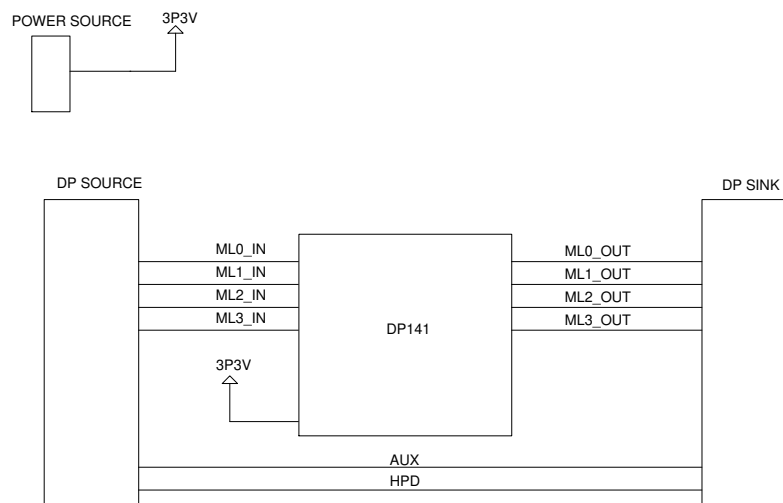 POWER SOURCE
3P3V
DP SOURCE
DP SINK
ML0_IN
ML0_OUT
ML1_IN
ML1_OUT
ML2_IN
ML2_OUT
ML3_IN
ML3_OUT
DP141
3P3V
AUX
HPD